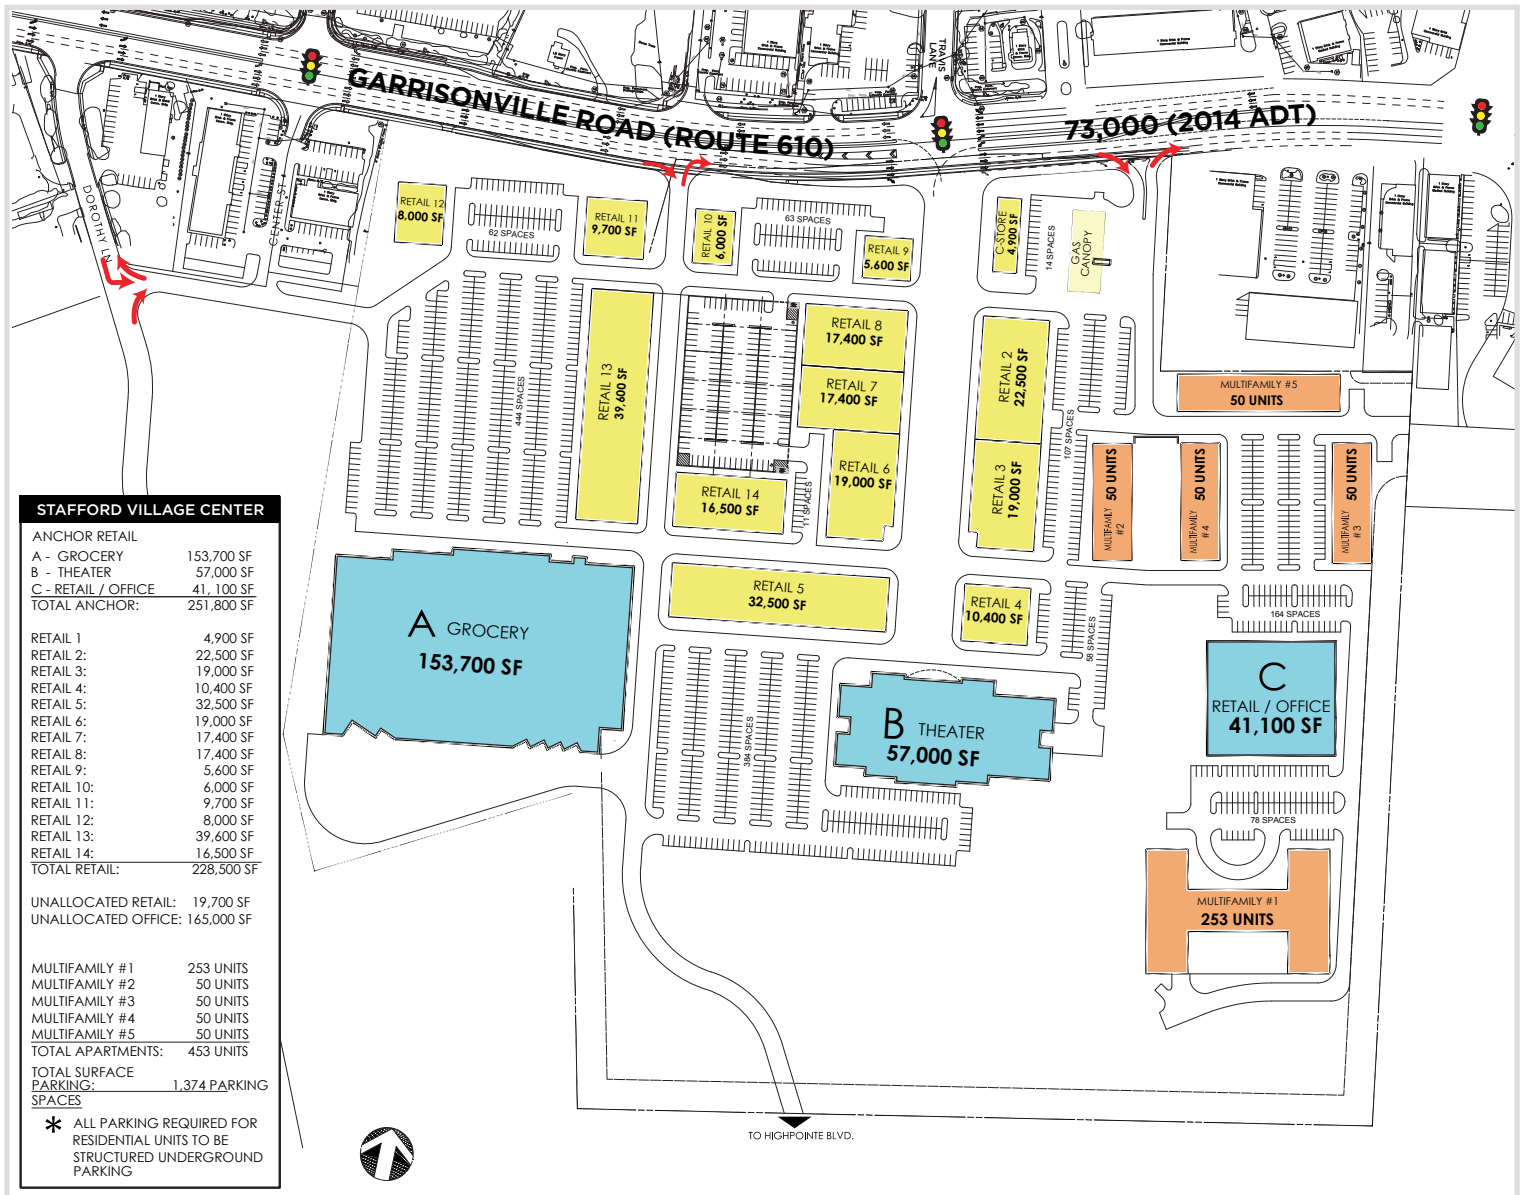 GARRISONVILLE ROAD (ROUTE 610)
73,000 (2014 ADT)
TRAVIS
LANE
DOROTHY LN
CENTER ST
RETAIL 12
8,000 SF
62 SPACES
RETAIL 11
9,700 SF
RETAIL 10
6,000 SF
63 SPACES
RETAIL 9
5,600 SF
C-STORE
4,900 SF
14 SPACES
GAS
CANOPY
444 SPACES
RETAIL 13
39,600 SF
RETAIL 8
17,400 SF
RETAIL 7
17,400 SF
RETAIL 6
19,000 SF
RETAIL 14
16,500 SF
11 SPACES
RETAIL 2
22,500 SF
RETAIL 3
19,000 SF
107 SPACES
MULTIFAMILY #5
50 UNITS
MULTIFAMILY
#2
50 UNITS
MULTIFAMILY
#4
50 UNITS
MULTIFAMILY
#3
50 UNITS
A GROCERY
153,700 SF
RETAIL 5
32,500 SF
RETAIL 4
10,400 SF
58 SPACES
164 SPACES
384 SPACES
B THEATER
57,000 SF
C
RETAIL / OFFICE
41,100 SF
78 SPACES
MULTIFAMILY #1
253 UNITS
TO HIGHPOINTE BLVD.
STAFFORD VILLAGE CENTER
ANCHOR RETAIL
A - GROCERY 153,700 SF
B - THEATER 57,000 SF
C - RETAIL / OFFICE 41, 100 SF
TOTAL ANCHOR: 251,800 SF
RETAIL 1 4,900 SF
RETAIL 2: 22,500 SF
RETAIL 3: 19,000 SF
RETAIL 4: 10,400 SF
RETAIL 5: 32,500 SF
RETAIL 6: 19,000 SF
RETAIL 7: 17,400 SF
RETAIL 8: 17,400 SF
RETAIL 9: 5,600 SF
RETAIL 10: 6,000 SF
RETAIL 11: 9,700 SF
RETAIL 12: 8,000 SF
RETAIL 13: 39,600 SF
RETAIL 14: 16,500 SF
TOTAL RETAIL: 228,500 SF
UNALLOCATED RETAIL: 19,700 SF
UNALLOCATED OFFICE: 165,000 SF
MULTIFAMILY #1 253 UNITS
MULTIFAMILY #2 50 UNITS
MULTIFAMILY #3 50 UNITS
MULTIFAMILY #4 50 UNITS
MULTIFAMILY #5 50 UNITS
TOTAL APARTMENTS: 453 UNITS
TOTAL SURFACE
PARKING: 1,374 PARKING
SPACES
* ALL PARKING REQUIRED FOR
RESIDENTIAL UNITS TO BE
STRUCTURED UNDERGROUND
PARKING